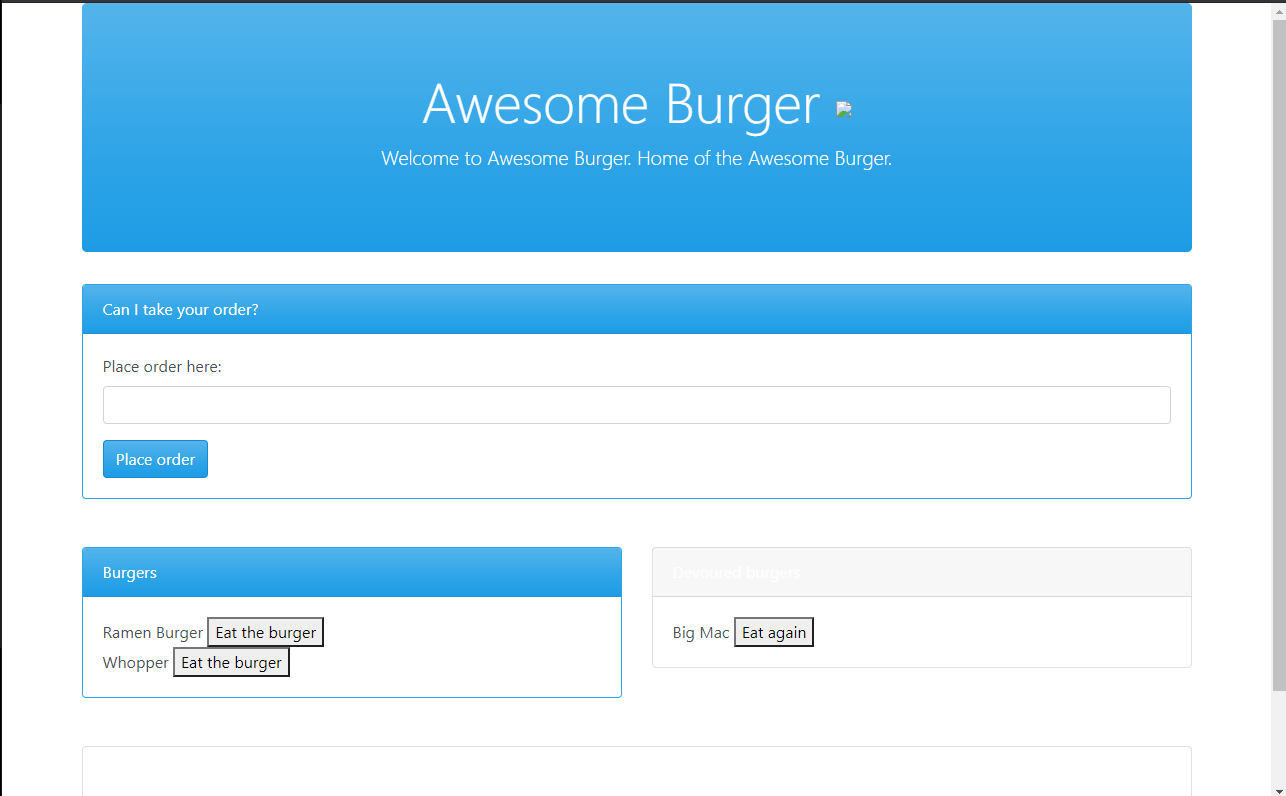 Awesome Burger
Welcome to Awesome Burger. Home of the Awesome Burger.
Can I take your order?
Place order here:
Place order
Burgers
Ramen Burger Eat the burger
Whopper Eat the burger
Devoured burgers
Big Mac Eat again